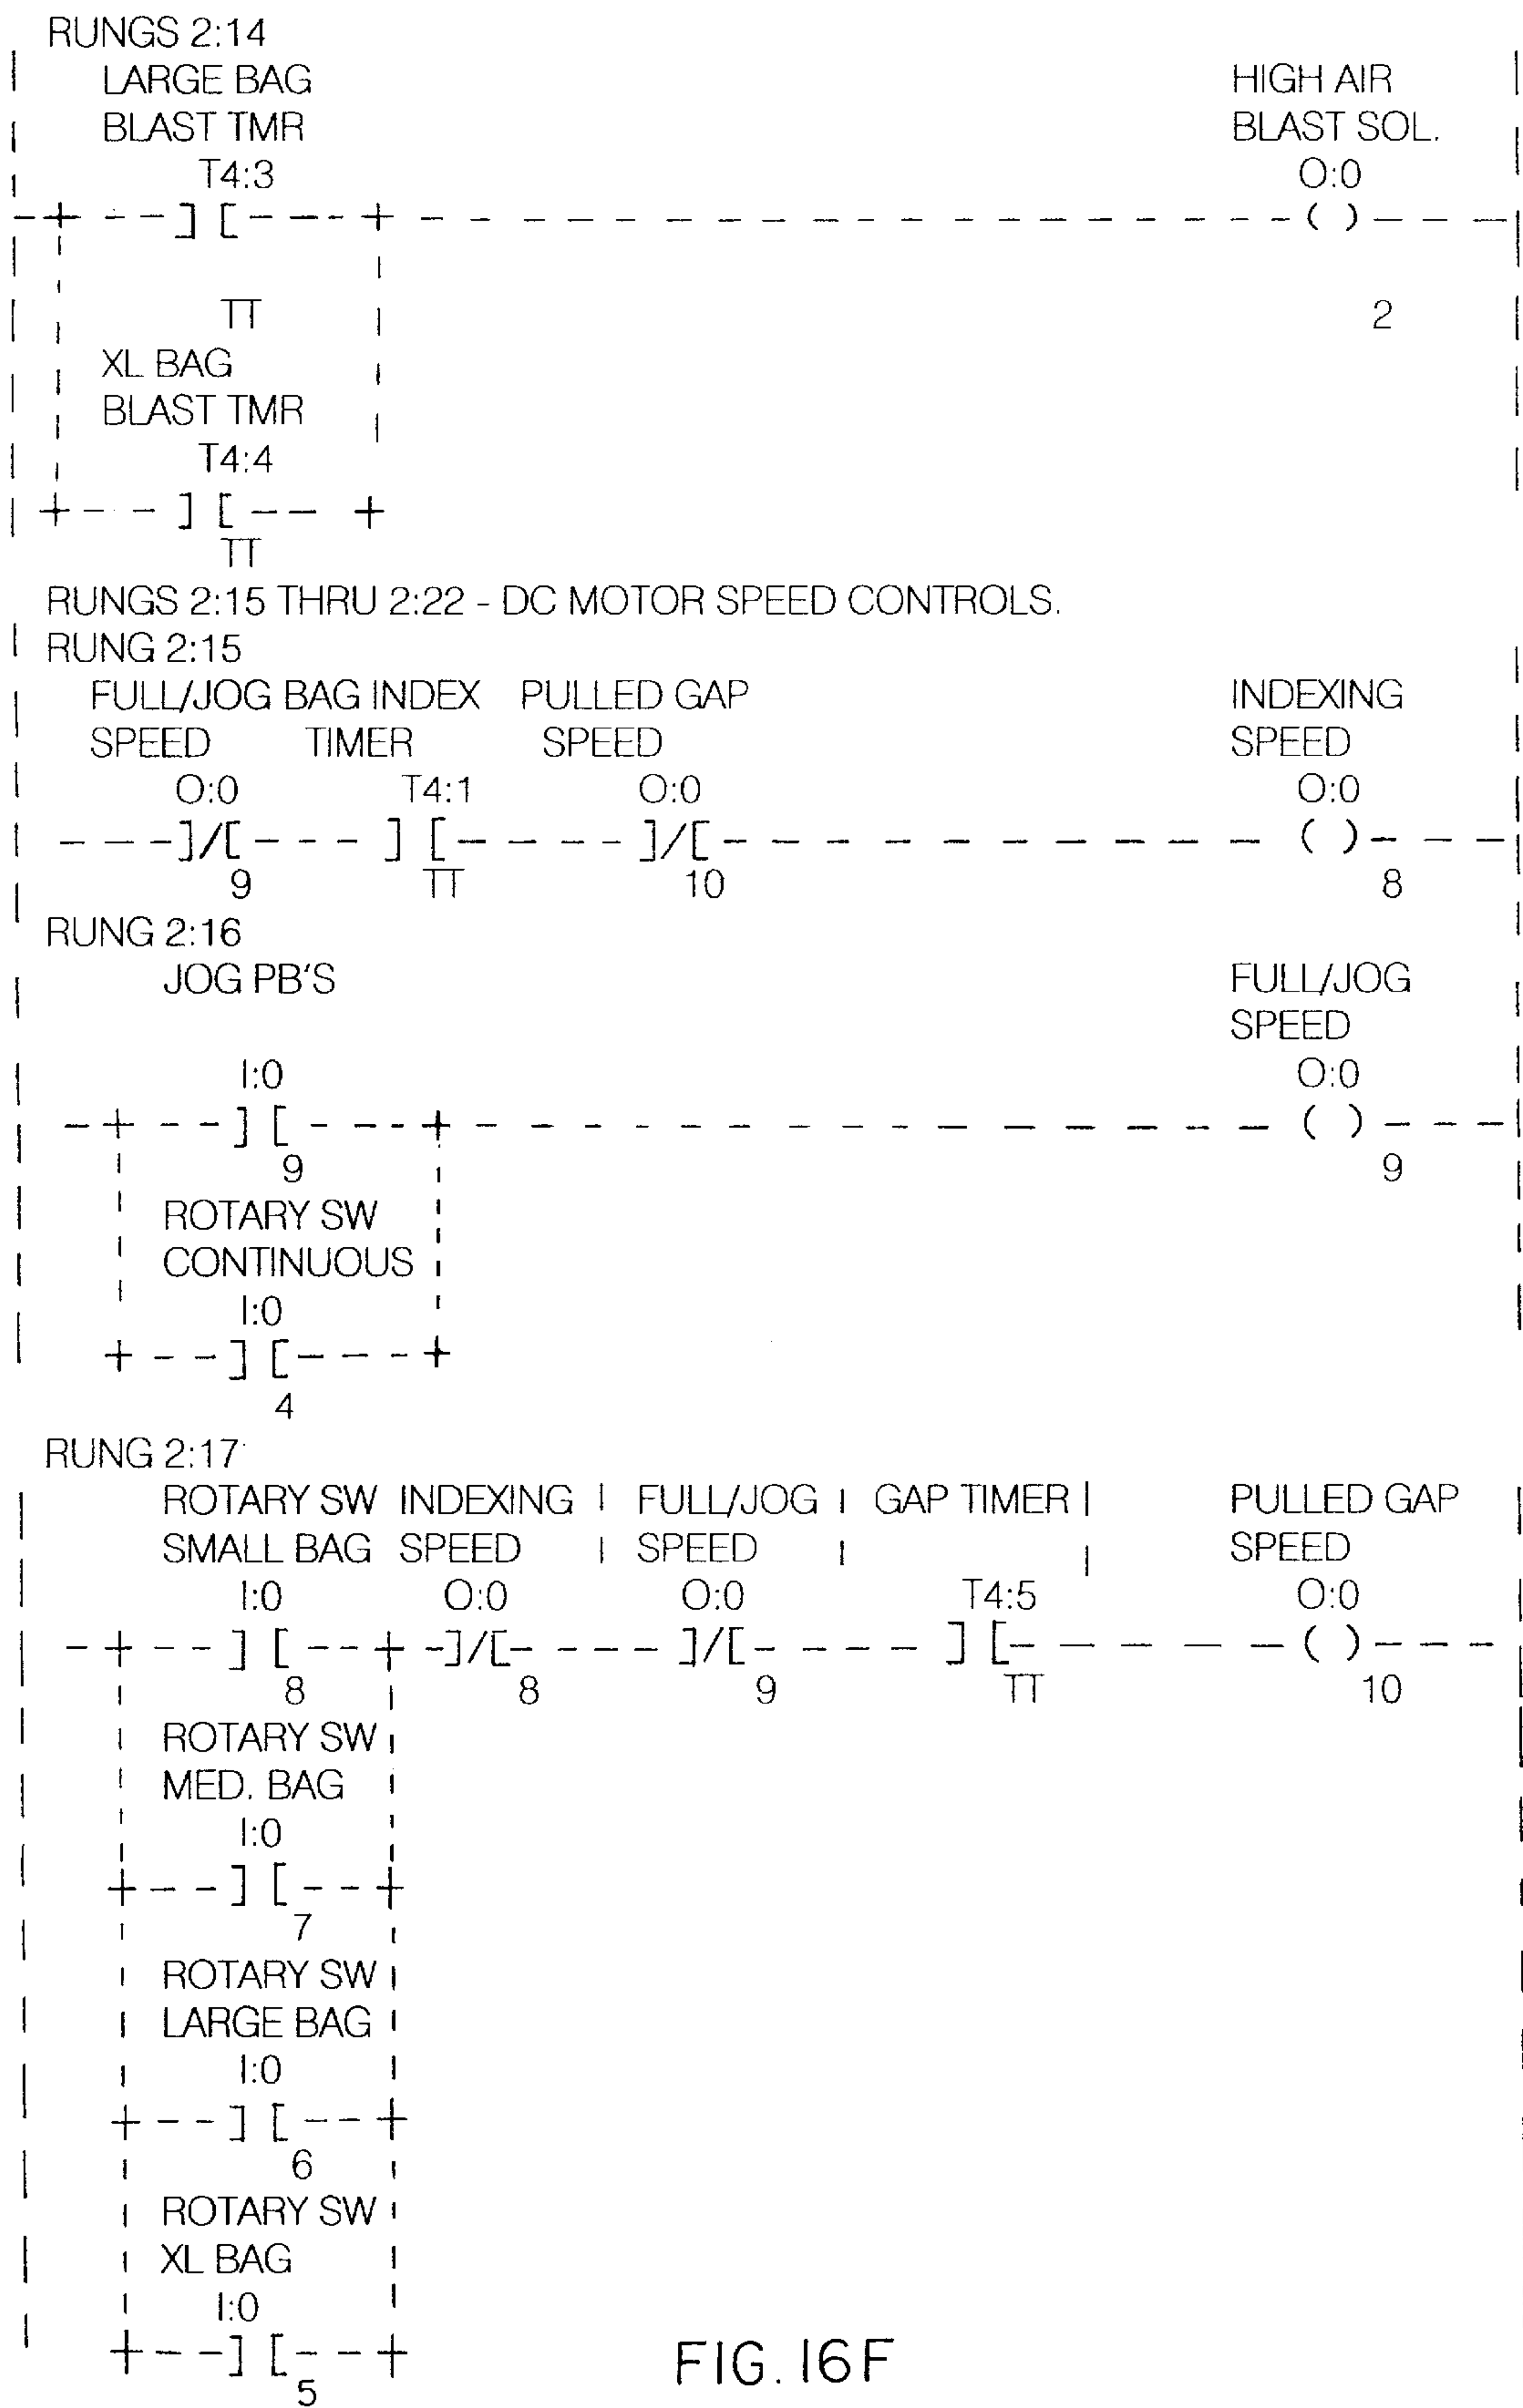 RUNGS 2:14
LARGE BAG HIGH AIR
BLAST TMR BLAST SOL.
T4:3 O:0
--+ - - - ] [ - - - - + - - - - - - - - - - - - - - - - - - - - ( ) - - -
TT 2
XL BAG
BLAST TMR
T4:4
+ - - - ] [ - - +
TT
RUNGS 2:15 THRU 2:22 - DC MOTOR SPEED CONTROLS.
RUNG 2:15
FULL/JOG BAG INDEX PULLED GAP INDEXING
SPEED TIMER SPEED SPEED
O:0 T4:1 O:0 O:0
- - - - ]/[ - - - - ] [ - - - - - ]/[ - - - - - - - - - - - - - ( ) - - -
9 TT 10 8
RUNG 2:16
JOG PB'S FULL/JOG
SPEED
I:0 O:0
- + - - - ] [ - - - - + - - - - - - - - - - - - - - - - - - ( ) - - - -
9 9
ROTARY SW
CONTINUOUS
I:0
+ - - - ] [ - - - - +
4
RUNG 2:17
ROTARY SW INDEXING | FULL/JOG | GAP TIMER | PULLED GAP
SMALL BAG SPEED | SPEED | | SPEED
I:0 O:0 O:0 T4:5 O:0
- + - - - ] [ - - - + - ]/[ - - - - - ]/[ - - - - - ] [ - - - - - - - ( ) - - - -
8 8 9 TT 10
ROTARY SW
MED. BAG
I:0
+ - - - ] [ - - +
7
ROTARY SW
LARGE BAG
I:0
+ - - - ] [ - - +
6
ROTARY SW
XL BAG
I:0
+ - - - ] [ - - +
5
FIG. 16F